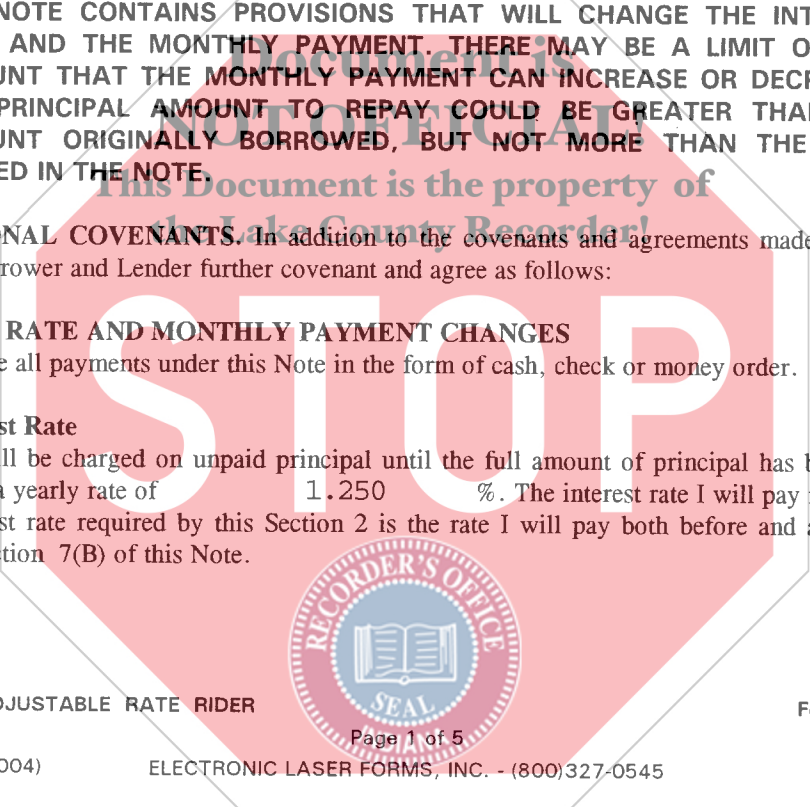 NOTE CONTAINS PROVISIONS THAT WILL CHANGE THE INT
AND THE MONTHLY PAYMENT. THERE MAY BE A LIMIT O
UNT THAT THE MONTHLY PAYMENT CAN INCREASE OR DECR
PRINCIPAL AMOUNT TO REPAY COULD BE GREATER THA
UNT ORIGINALLY BORROWED, BUT NOT MORE THAN THE
ED IN THE NOTE.
Document is
NOT OFFICIAL!
This Document is the property of
the Lake County Recorder!
NAL COVENANTS. In addition to the covenants and agreements made
rower and Lender further covenant and agree as follows:
STOP
RATE AND MONTHLY PAYMENT CHANGES
e all payments under this Note in the form of cash, check or money order.
st Rate
ll be charged on unpaid principal until the full amount of principal has b
a yearly rate of 1.250 %. The interest rate I will pay
st rate required by this Section 2 is the rate I will pay both before and a
tion 7(B) of this Note.
RECORDER'S OFFICE
SEAL
DJUSTABLE RATE RIDER
F
Page 1 of 5
004)
ELECTRONIC LASER FORMS, INC. - (800)327-0545